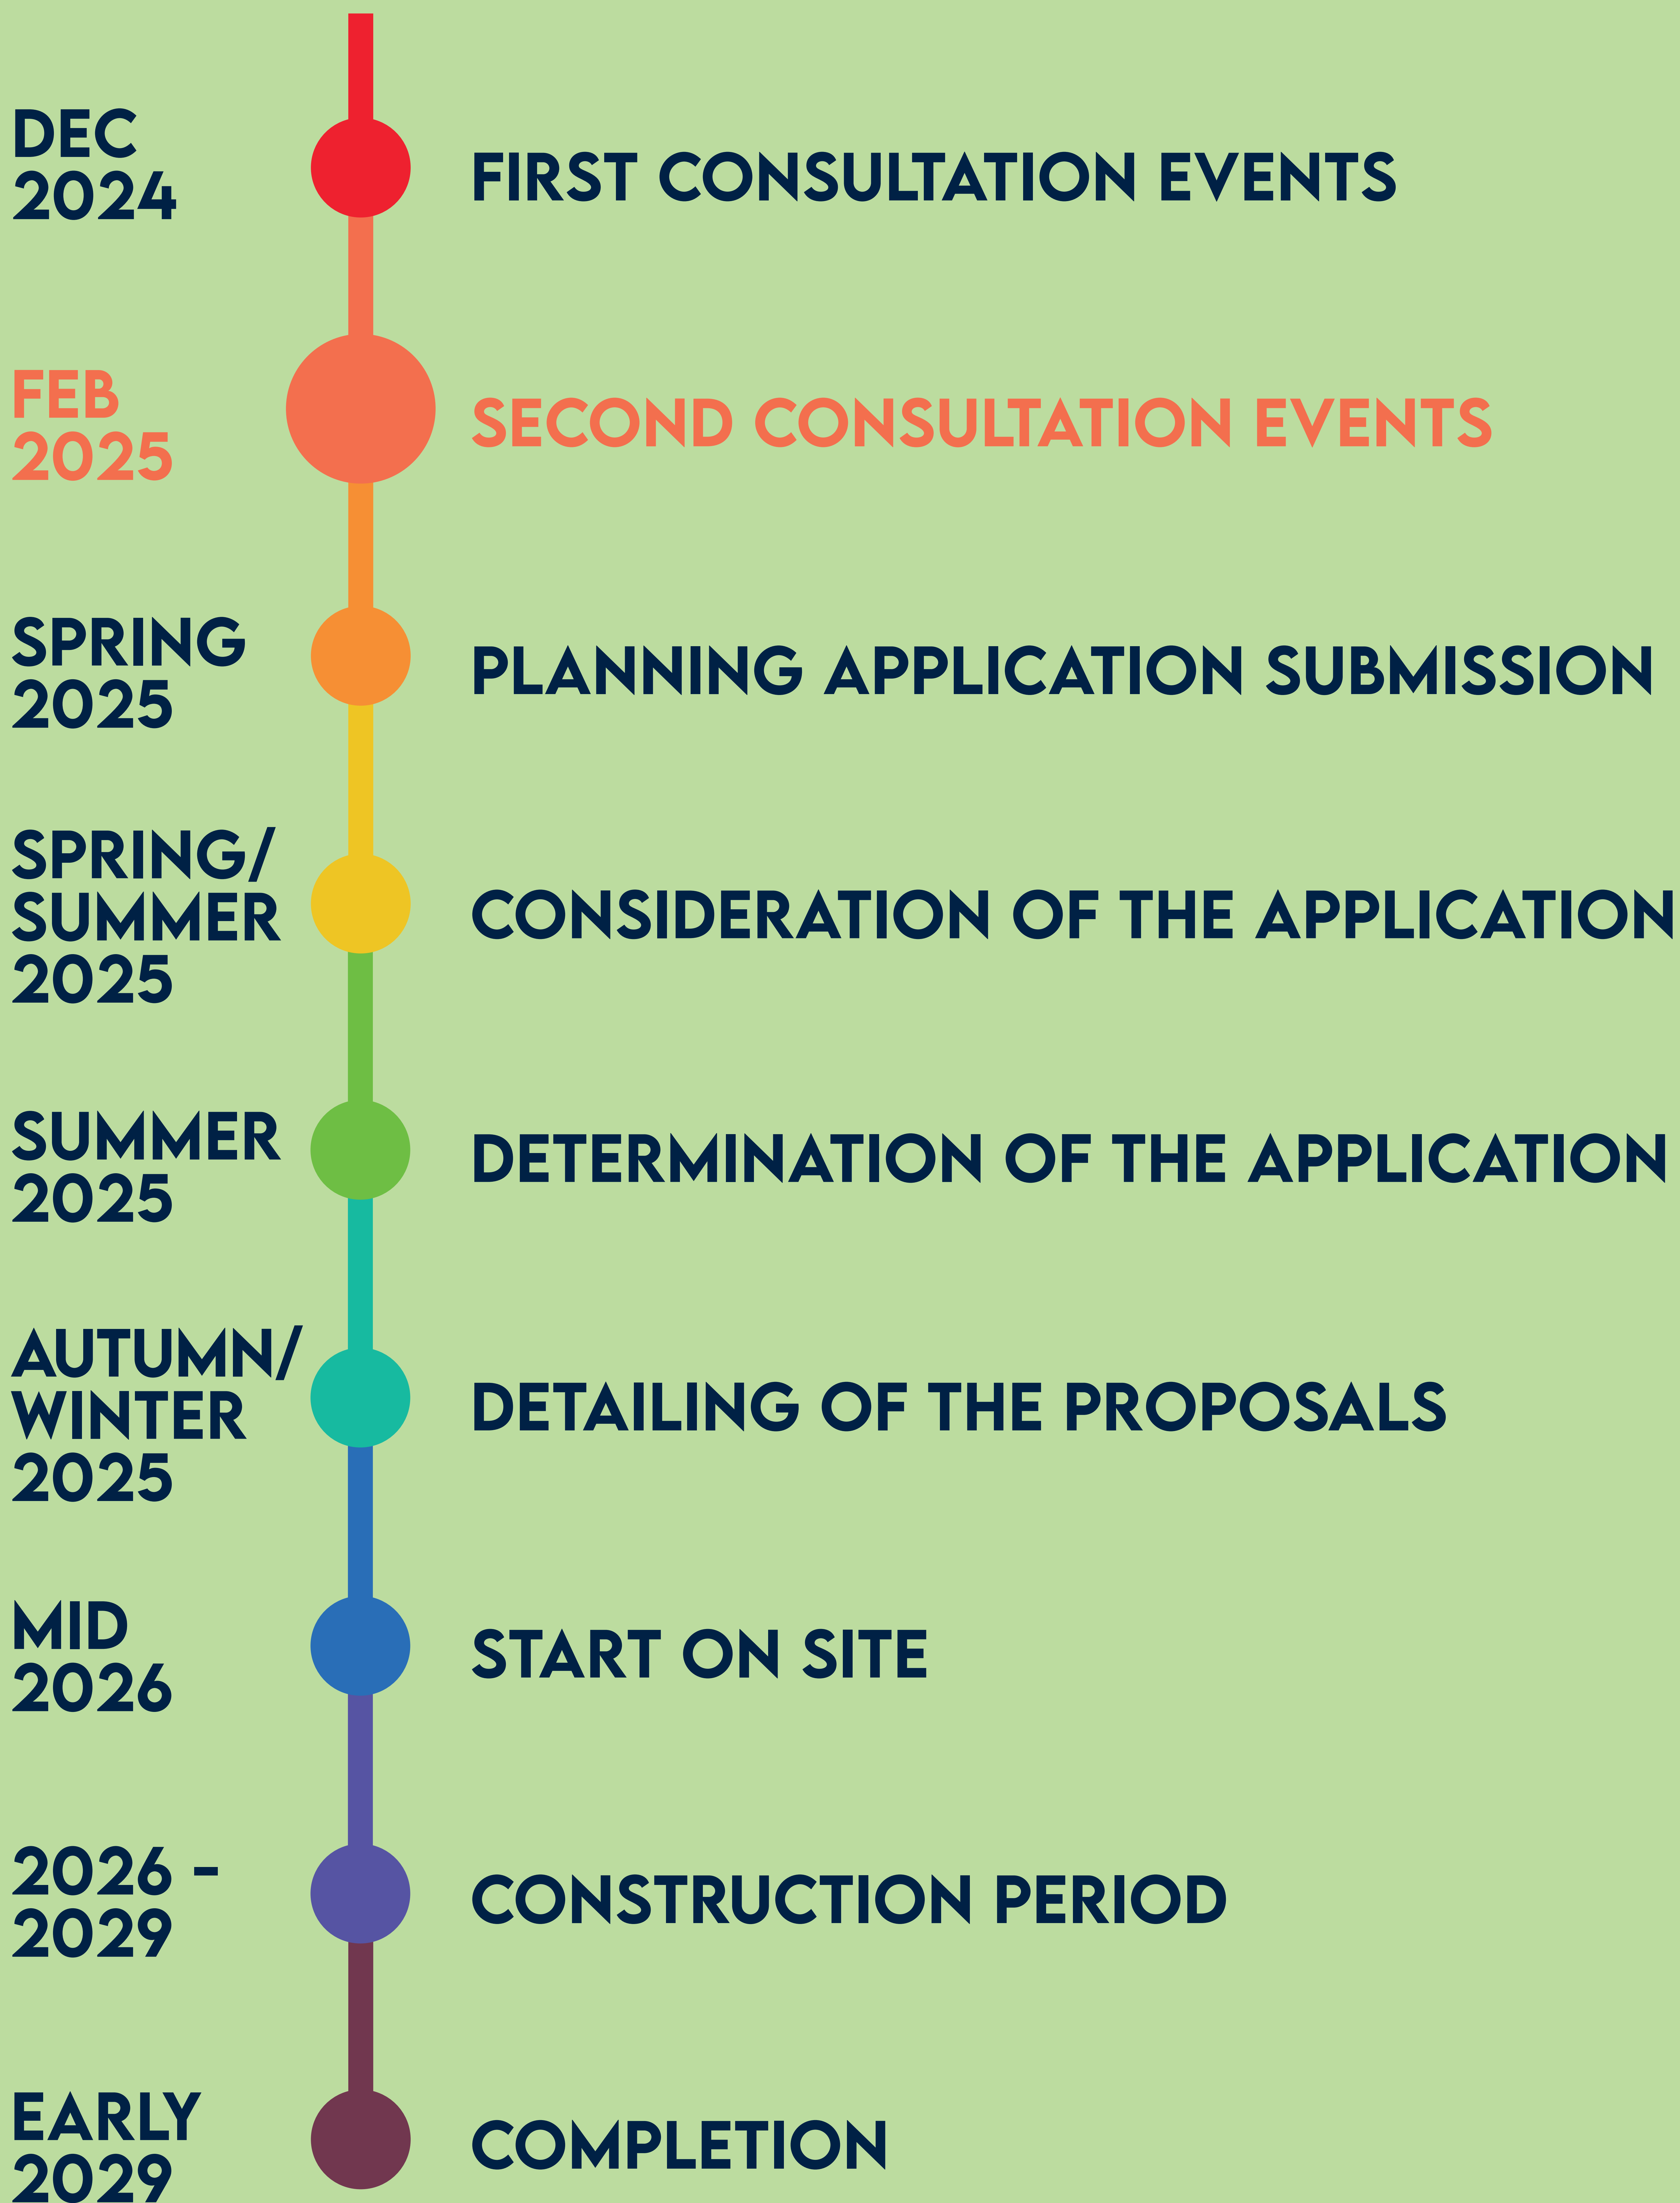 DEC
2024
FIRST CONSULTATION EVENTS
FEB
2025
SECOND CONSULTATION EVENTS
SPRING
2025
PLANNING APPLICATION SUBMISSION
SPRING/
SUMMER
2025
CONSIDERATION OF THE APPLICATION
SUMMER
2025
DETERMINATION OF THE APPLICATION
AUTUMN/
WINTER
2025
DETAILING OF THE PROPOSALS
MID
2026
START ON SITE
2026 -
2029
CONSTRUCTION PERIOD
EARLY
2029
COMPLETION